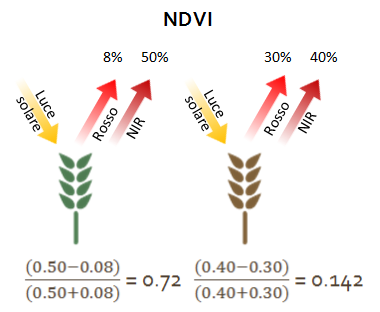 NDVI
8% 50%
Luce
solare
Rosso
NIR
30% 40%
Luce
solare
Rosso
NIR
(0.50−0.08)
(0.50+0.08)
= 0.72
(0.40−0.30)
(0.40+0.30)
= 0.142